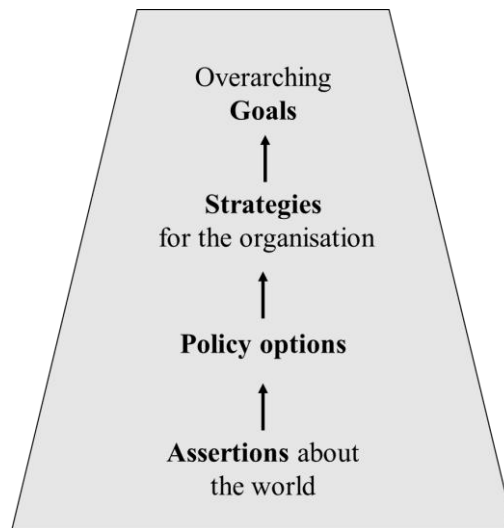 Overarching
Goals
Strategies
for the organisation
Policy options
Assertions about
the world